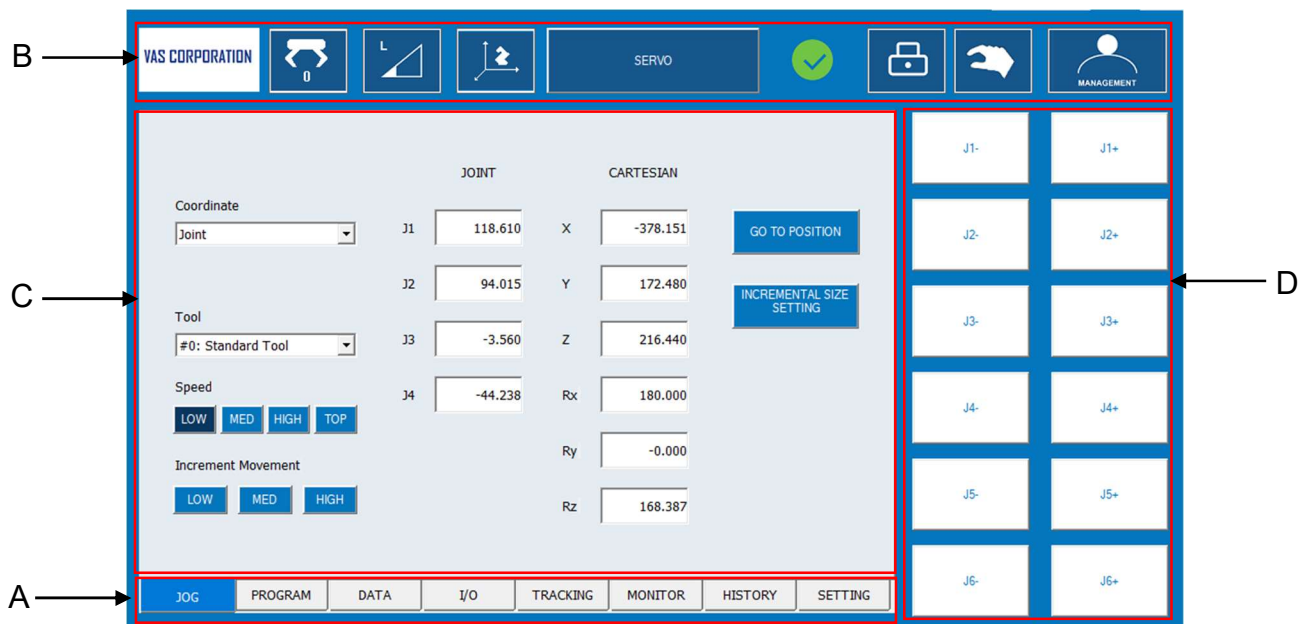 B
VAS CORPORATION
0
L
SERVO
MANAGEMENT
C
JOINT
CARTESIAN
Coordinate
Joint
J1
118.610
X
-378.151
GO TO POSITION
J2
94.015
Y
172.480
INCREMENTAL SIZE
SETTING
Tool
#0: Standard Tool
J3
-3.560
Z
216.440
Speed
LOW MED HIGH TOP
J4
-44.238
Rx
180.000
Ry
-0.000
Increment Movement
LOW MED HIGH
Rz
168.387
J1- J1+
J2- J2+
D
J3- J3+
J4- J4+
J5- J5+
J6- J6+
A
JOG PROGRAM DATA I/O TRACKING MONITOR HISTORY SETTING